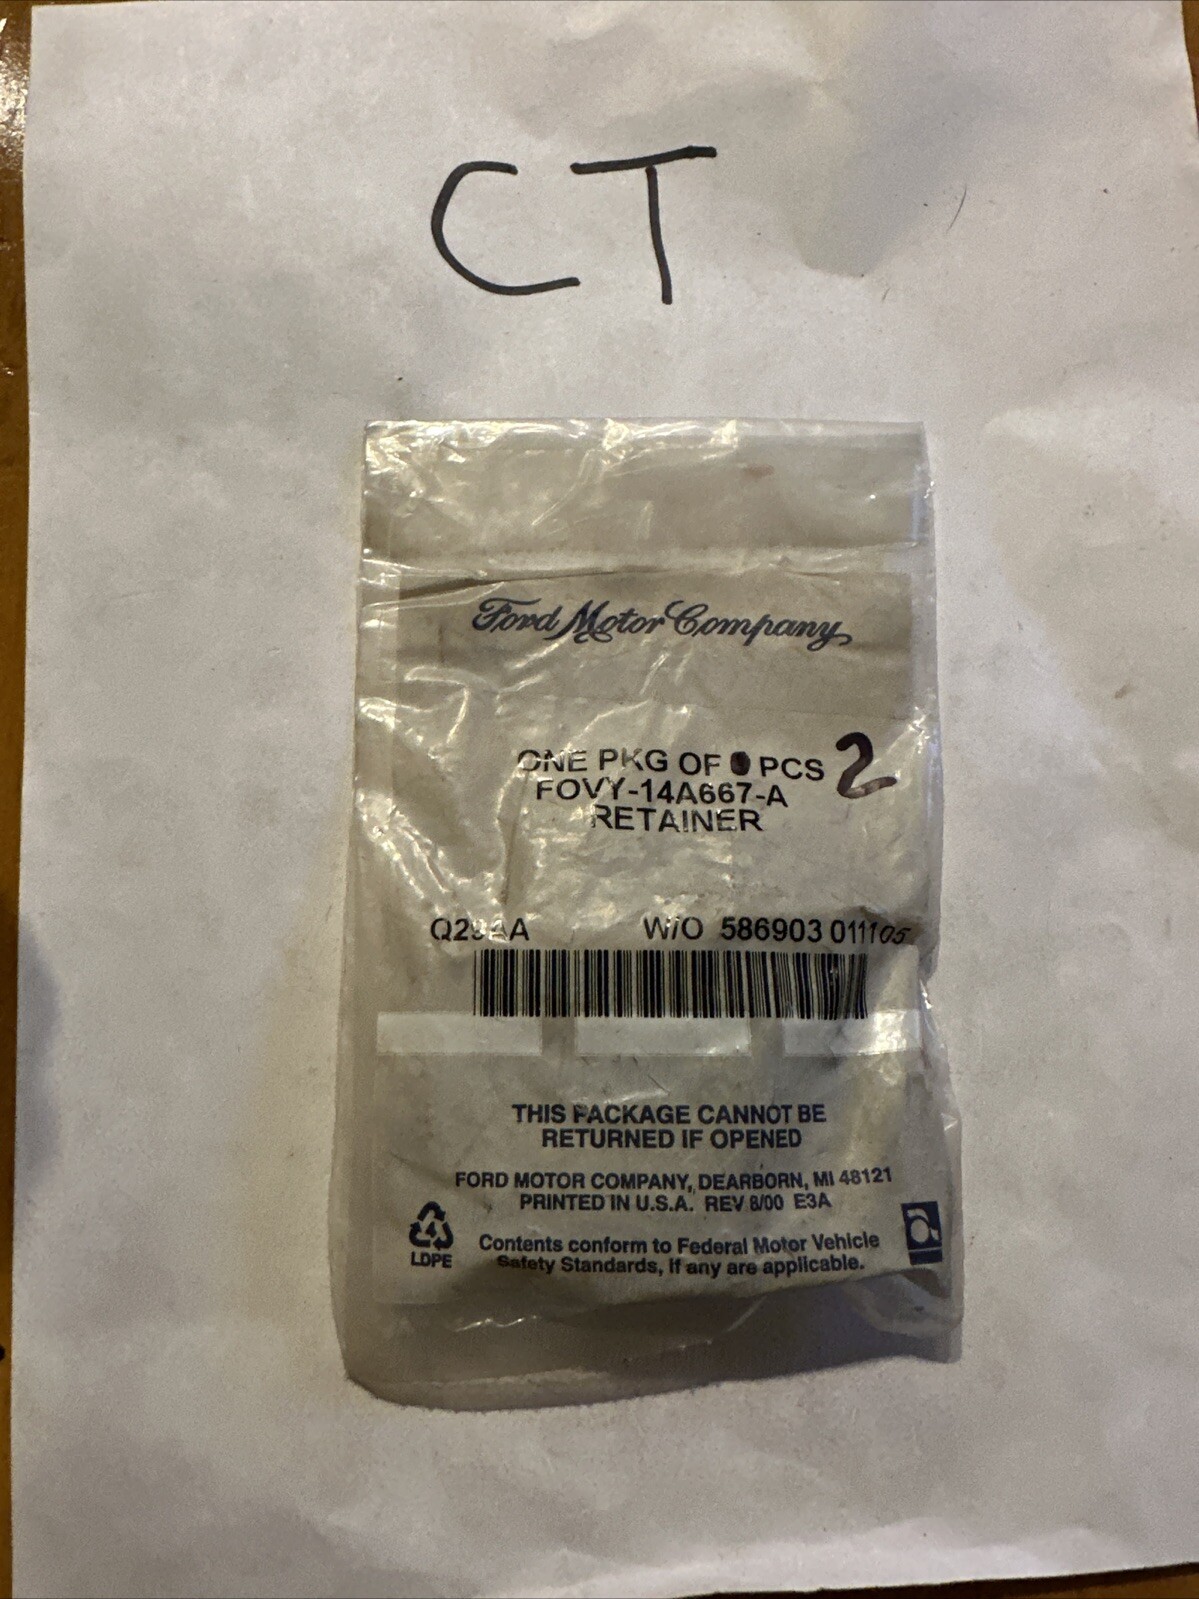 CT
Ford Motor Company
ONE PKG OF PCS 2
FOVY-14A667-A
RETAINER
W/O 586903 011105
THIS PACKAGE CANNOT BE
RETURNED IF OPENED
FORD MOTOR COMPANY, DEARBORN, MI 48121
PRINTED IN U.S.A. REV 8/00 E3A
4
LDPE
Contents conform to Federal Motor Vehicle
Safety Standards, if any are applicable.